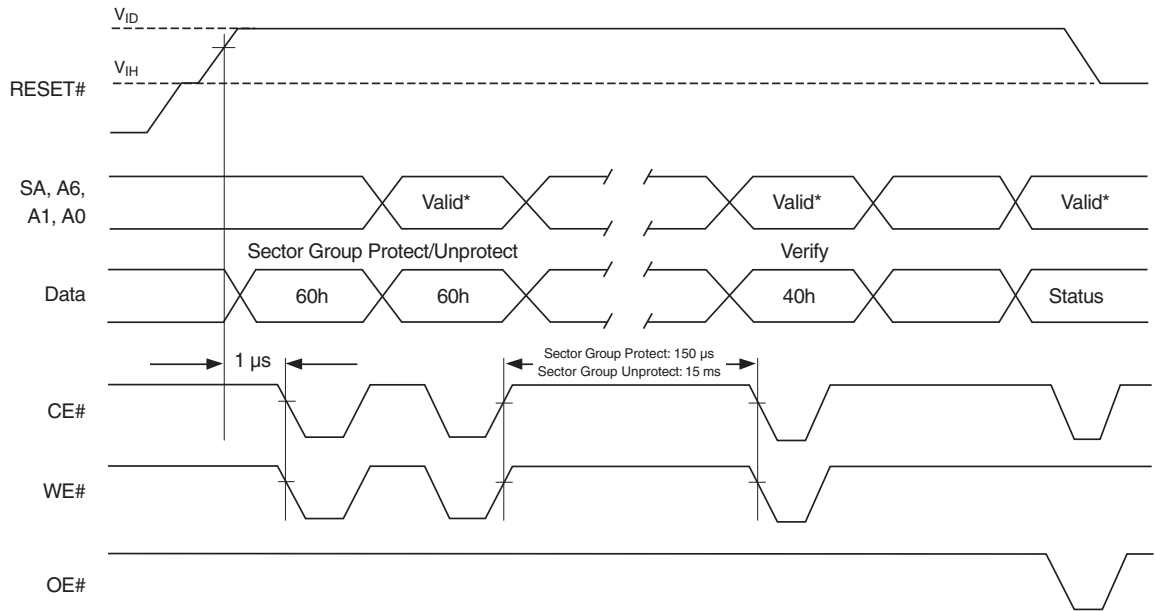 VID
VIH
RESET#
SA, A6,
A1, A0
Valid*
Valid*
Valid*
Sector Group Protect/Unprotect
Verify
Data
60h
60h
40h
Status
1 µs
Sector Group Protect: 150 µs
Sector Group Unprotect: 15 ms
CE#
WE#
OE#